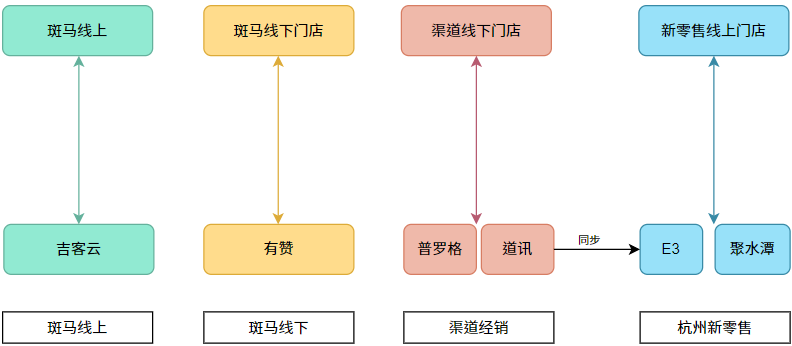 斑马线上
斑马线下门店
渠道线下门店
新零售线上门店
吉客云
有赞
普罗格
道讯
同步
E3
聚水潭
斑马线上
斑马线下
渠道经销
杭州新零售